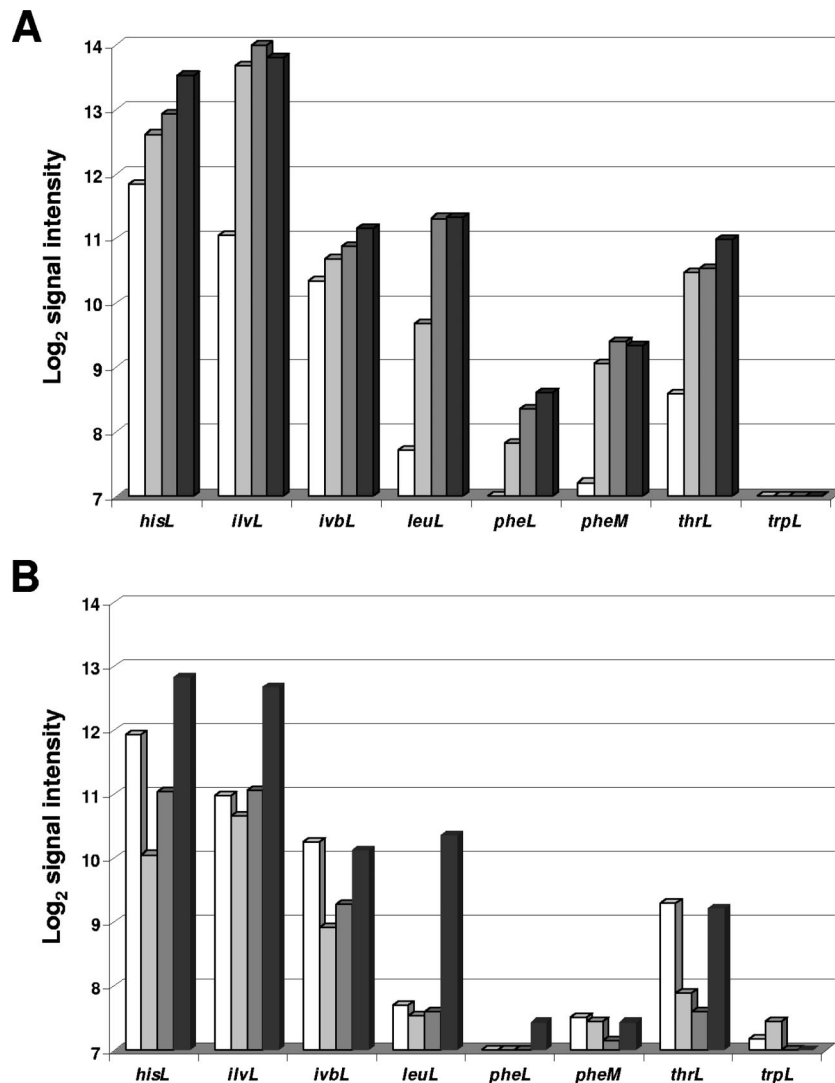 A
Log₂ signal intensity
14
13
12
11
10
9
8
7
hisL ilvL ivbL leuL pheL pheM thrL trpL
B
Log₂ signal intensity
14
13
12
11
10
9
8
7
hisL ilvL ivbL leuL pheL pheM thrL trpL